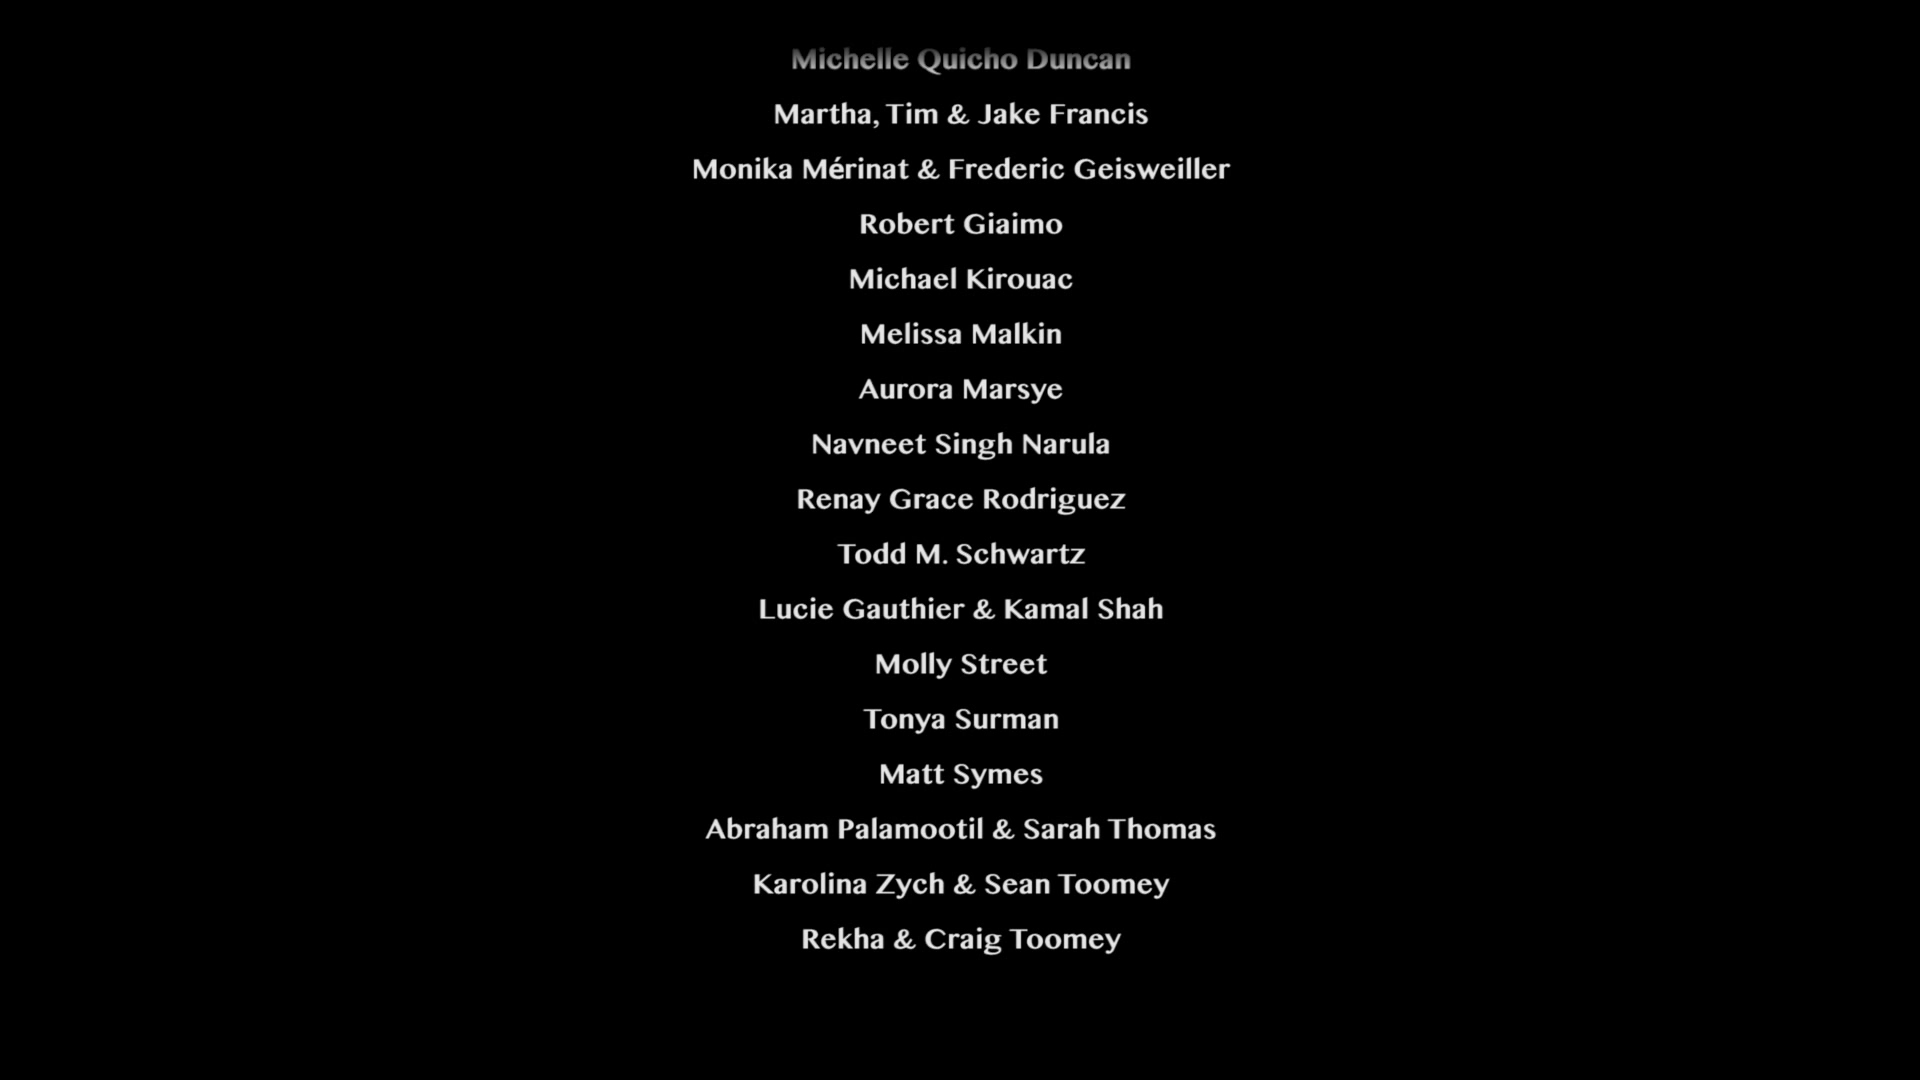 Michelle Quicho Duncan
Martha, Tim & Jake Francis
Monika Mérinat & Frederic Geisweiller
Robert Giaimo
Michael Kirouac
Melissa Malkin
Aurora Marsye
Navneet Singh Narula
Renay Grace Rodriguez
Todd M. Schwartz
Lucie Gauthier & Kamal Shah
Molly Street
Tonya Surman
Matt Symes
Abraham Palamootil & Sarah Thomas
Karolina Zych & Sean Toomey
Rekha & Craig Toomey